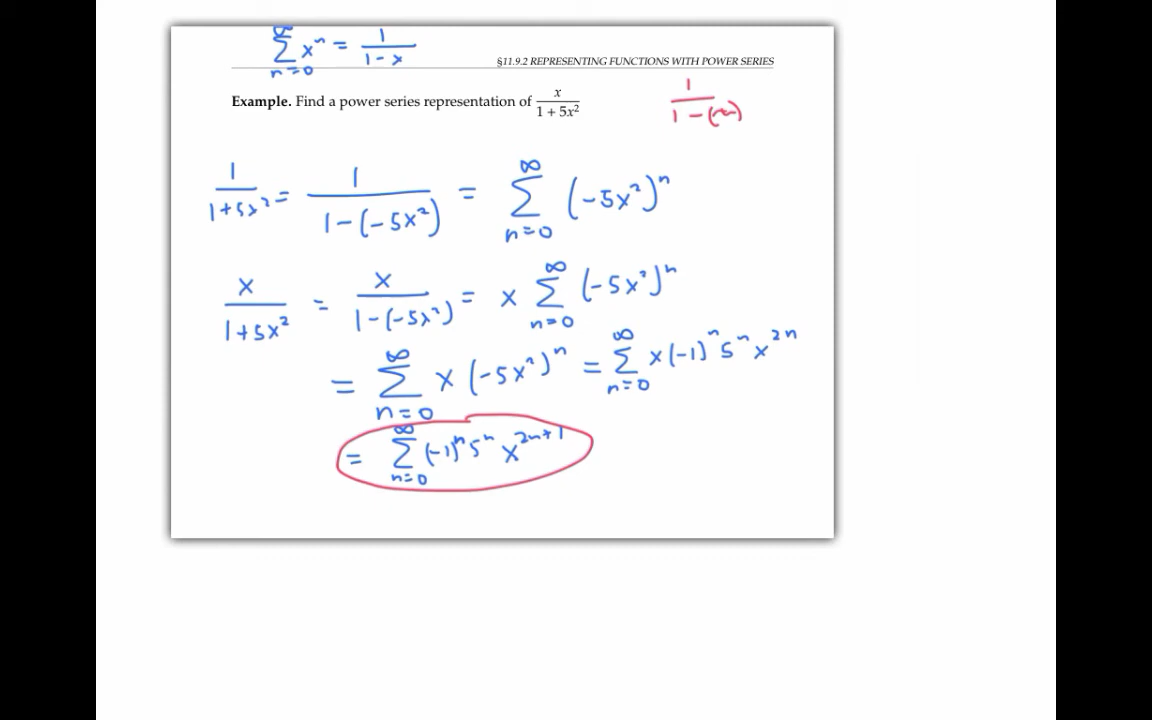 ∑_{n=0}^{∞} x^n = 1/(1-x)
§11.9.2 REPRESENTING FUNCTIONS WITH POWER SERIES
Example. Find a power series representation of x/(1 + 5x²)
1/(1-(~))
1/(1+5x²) = 1/(1-(-5x²)) = ∑_{n=0}^{∞} (-5x²)^n
x/(1+5x²) = x/(1-(-5x²)) = x ∑_{n=0}^{∞} (-5x²)^n
= ∑_{n=0}^{∞} x (-5x²)^n = ∑_{n=0}^{∞} x(-1)^n 5^n x^{2n}
= ∑_{n=0}^{∞} (-1)^n 5^n x^{2n+1}